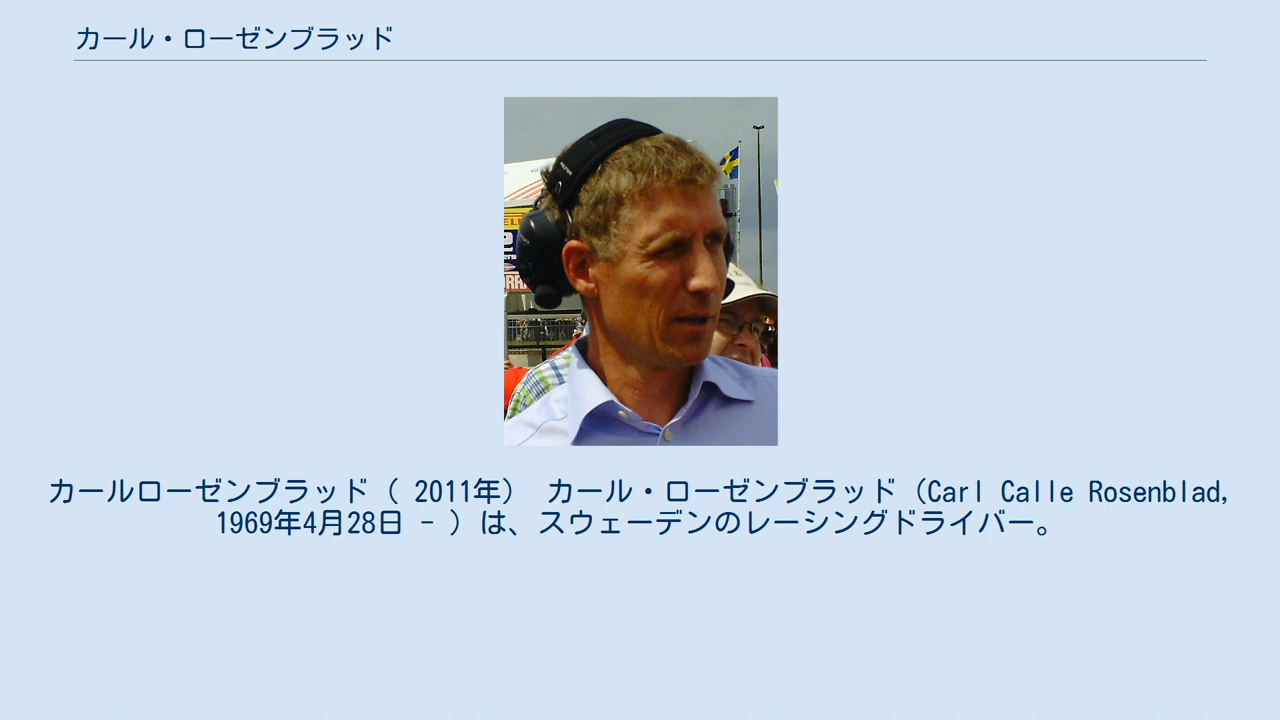 カール・ローゼンブラッド
カールローゼンブラッド（ 2011年） カール・ローゼンブラッド（Carl Calle Rosenblad,
1969年4月28日 - ）は、スウェーデンのレーシングドライバー。